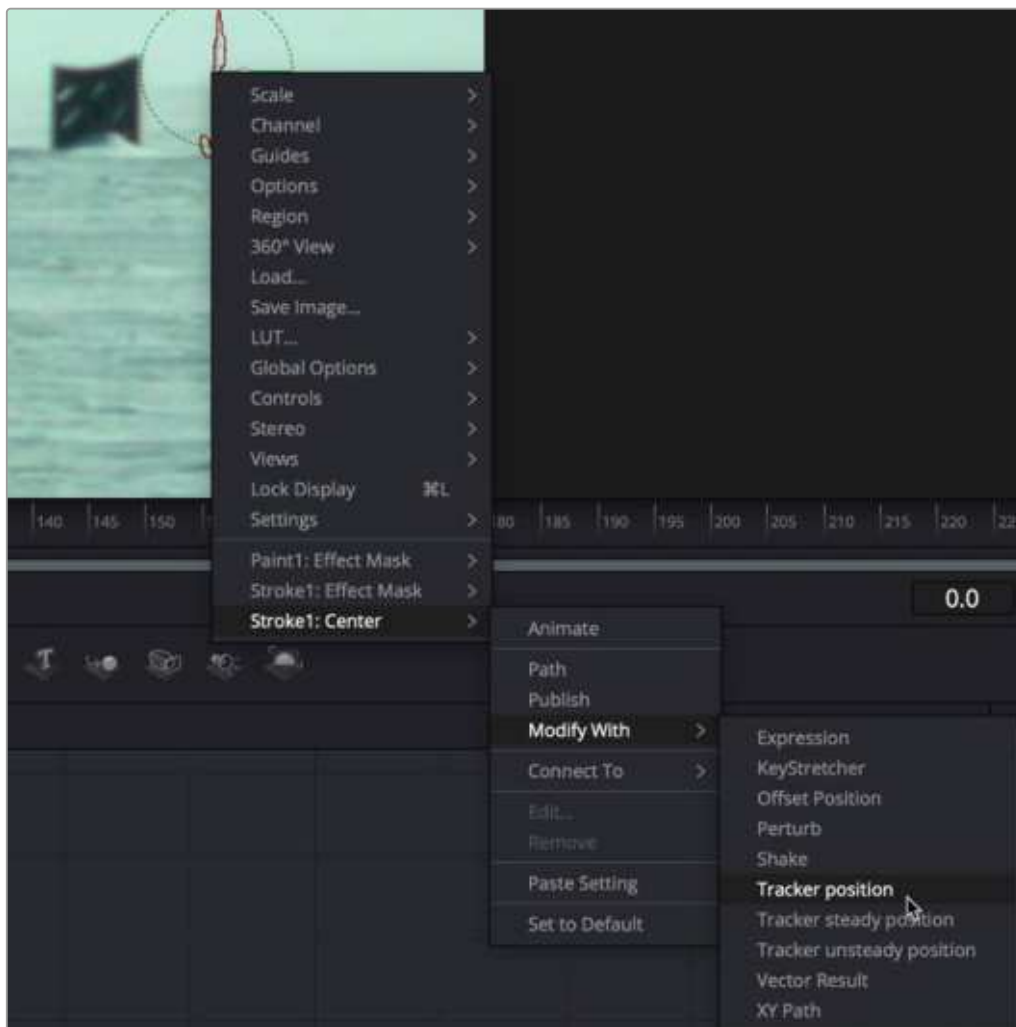 Scale
Channel
Guides
Options
Region
360° View
Load...
Save Image...
LUT...
Global Options
Controls
Stereo
Views
Lock Display ⌘L
Settings
140 145 150 180 185 190 195 200 205 210 215 220
Paint1: Effect Mask
Stroke1: Effect Mask
Stroke1: Center
0.0
T
Animate
Path
Publish
Modify With
Connect To
Edit...
Remove
Paste Setting
Set to Default
Expression
KeyStretcher
Offset Position
Perturb
Shake
Tracker position
Tracker steady position
Tracker unsteady position
Vector Result
XY Path